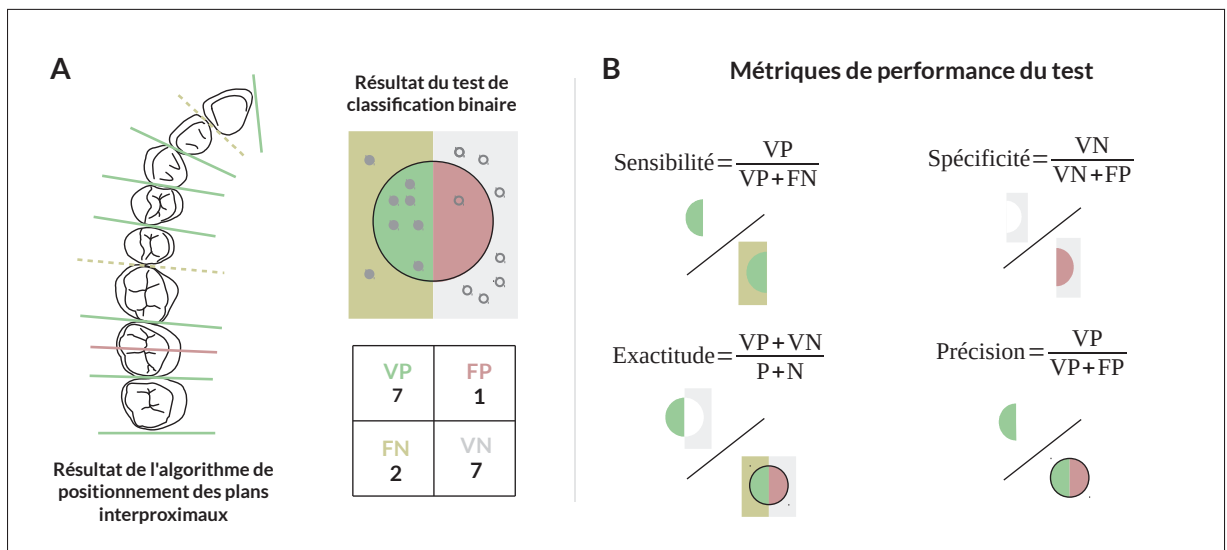 A
Résultat du test de
classification binaire
VP
7
FP
1
FN
2
VN
7
Résultat de l'algorithme de
positionnement des plans
interproximaux
B
Métriques de performance du test
Sensibilité = VP
VP + FN
Spécificité = VN
VN + FP
Exactitude = VP + VN
P + N
Précision = VP
VP + FP